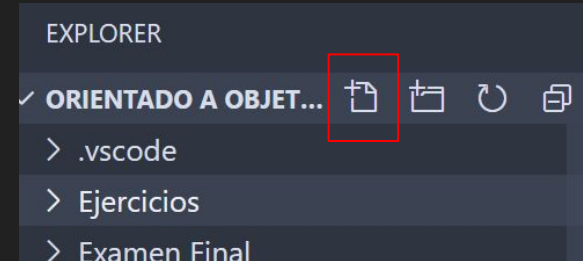 EXPLORER
ORIENTADO A OBJET...
.vscode
Ejercicios
Examen Final